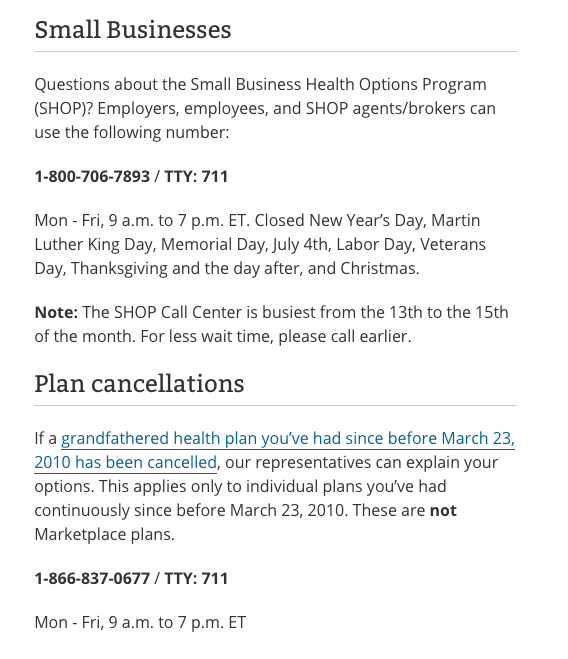 Small Businesses
Questions about the Small Business Health Options Program
(SHOP)? Employers, employees, and SHOP agents/brokers can
use the following number:
1-800-706-7893 / TTY: 711
Mon - Fri, 9 a.m. to 7 p.m. ET. Closed New Year’s Day, Martin
Luther King Day, Memorial Day, July 4th, Labor Day, Veterans
Day, Thanksgiving and the day after, and Christmas.
Note: The SHOP Call Center is busiest from the 13th to the 15th
of the month. For less wait time, please call earlier.
Plan cancellations
If a grandfathered health plan you’ve had since before March 23,
2010 has been cancelled, our representatives can explain your
options. This applies only to individual plans you’ve had
continuously since before March 23, 2010. These are not
Marketplace plans.
1-866-837-0677 / TTY: 711
Mon - Fri, 9 a.m. to 7 p.m. ET